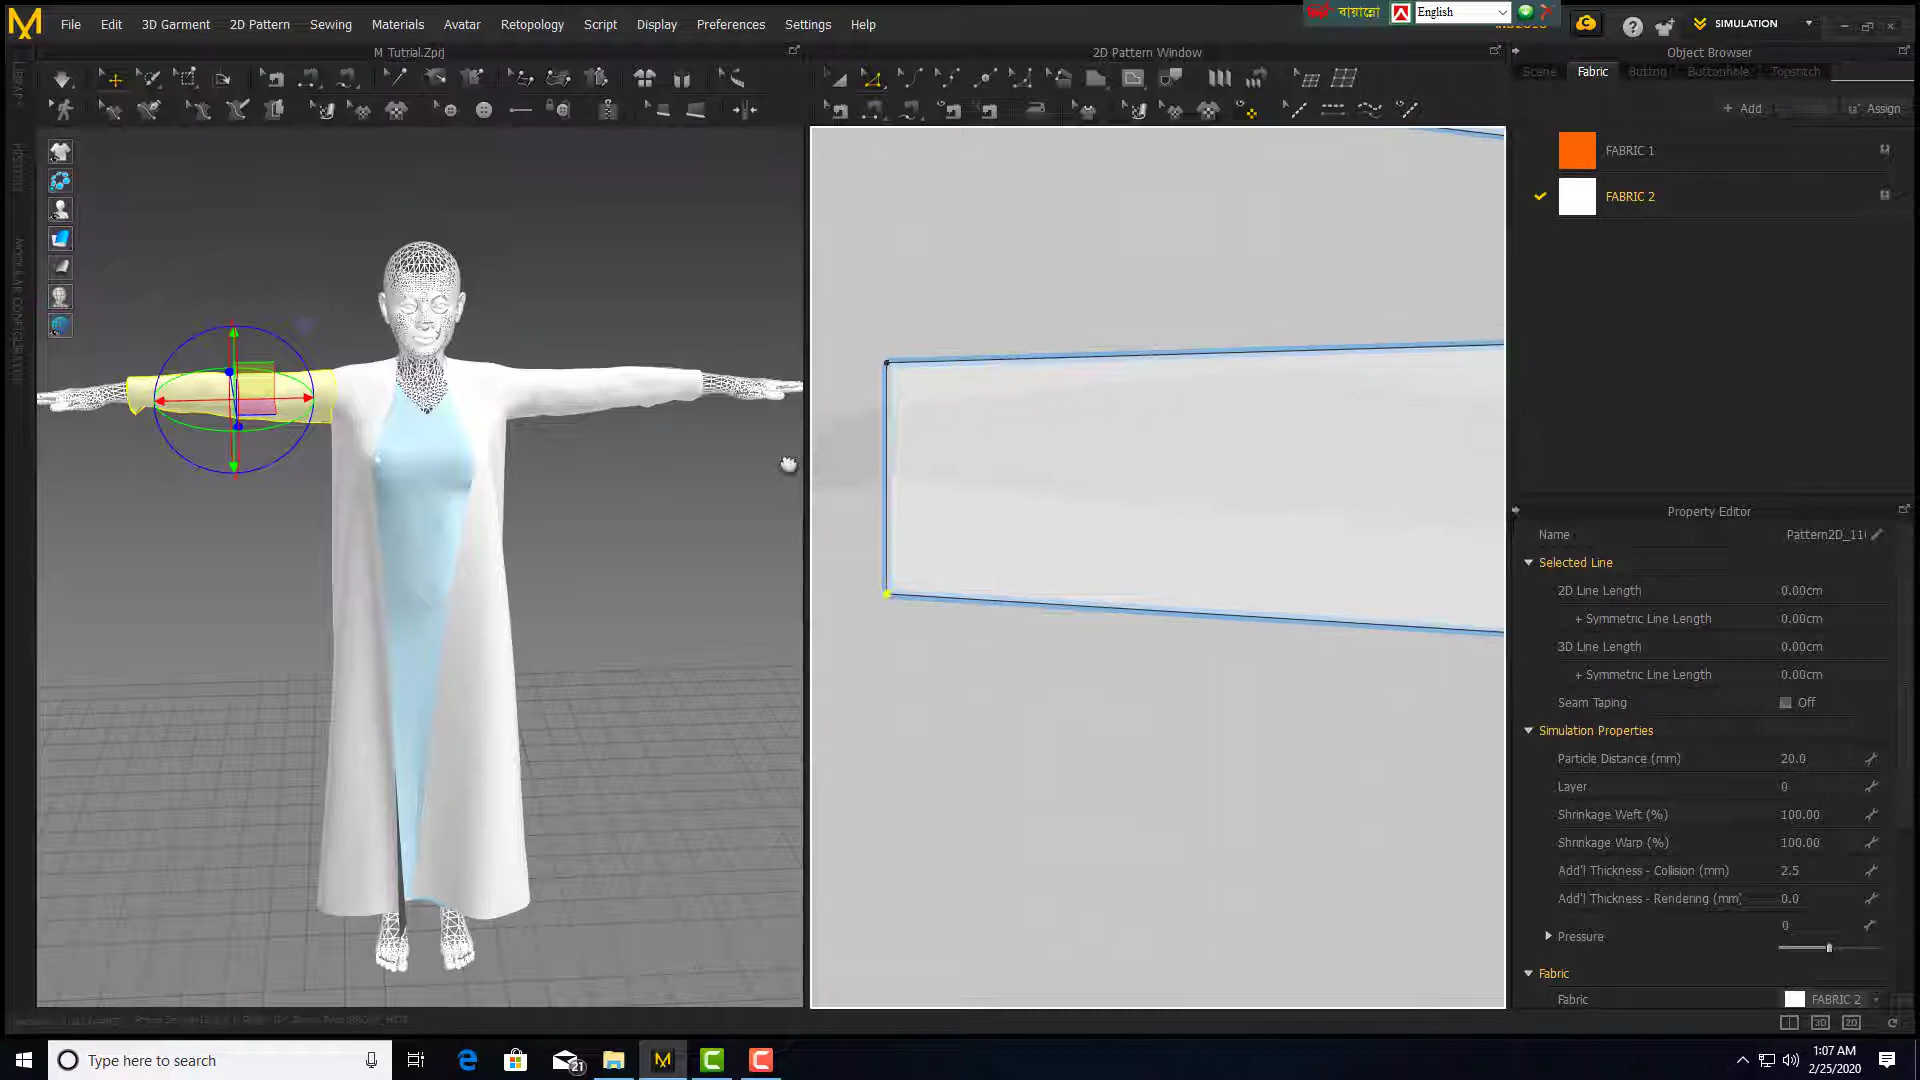 বায়ান্নো
English
File Edit 3D Garment 2D Pattern Sewing Materials Avatar Retopology Script Display Preferences Settings Help
SIMULATION
M_Tutrial.Zprj
2D Pattern Window
Object Browser
Scene Fabric Button Buttonhole Topstitch
+ Add
Assign
FABRIC 1
FABRIC 2
Property Editor
Name Pattern2D_11
Selected Line
2D Line Length 0.00cm
+ Symmetric Line Length 0.00cm
3D Line Length 0.00cm
+ Symmetric Line Length 0.00cm
Seam Taping Off
Simulation Properties
Particle Distance (mm) 20.0
Layer 0
Shrinkage Weft (%) 100.00
Shrinkage Warp (%) 100.00
Add'l Thickness - Collision (mm) 2.5
Add'l Thickness - Rendering (mm) 0.0
Pressure 0
Fabric
Fabric FABRIC 2
3D 2D
Type here to search
21
1:07 AM
2/25/2020